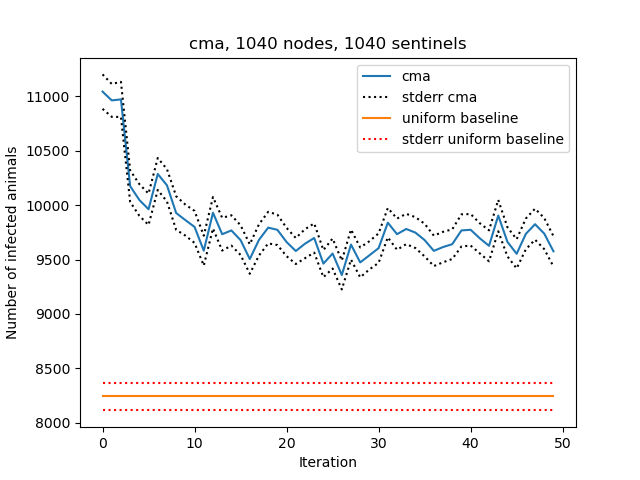 cma, 1040 nodes, 1040 sentinels
cma
stderr cma
uniform baseline
stderr uniform baseline
Number of infected animals
11000
10500
10000
9500
9000
8500
8000
0 10 20 30 40 50
Iteration